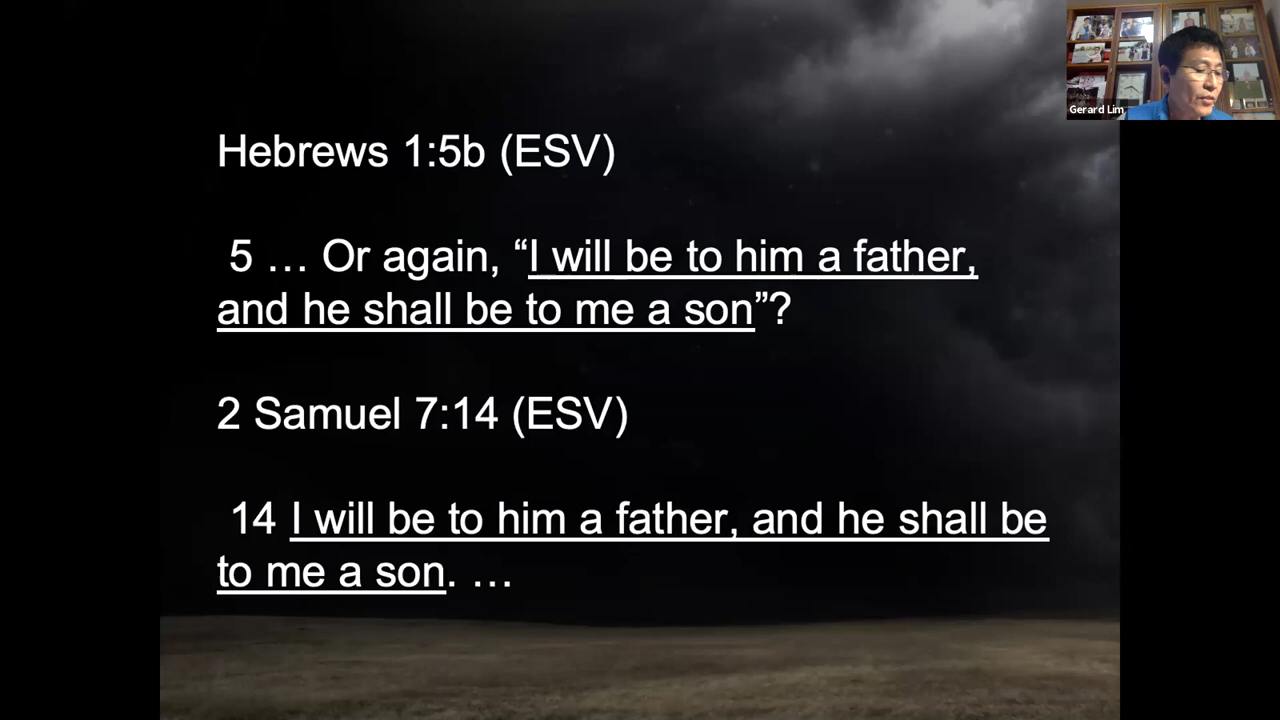 Gerard Lim
Hebrews 1:5b (ESV)
5 … Or again, “I will be to him a father,
and he shall be to me a son”?
2 Samuel 7:14 (ESV)
14 I will be to him a father, and he shall be
to me a son. …